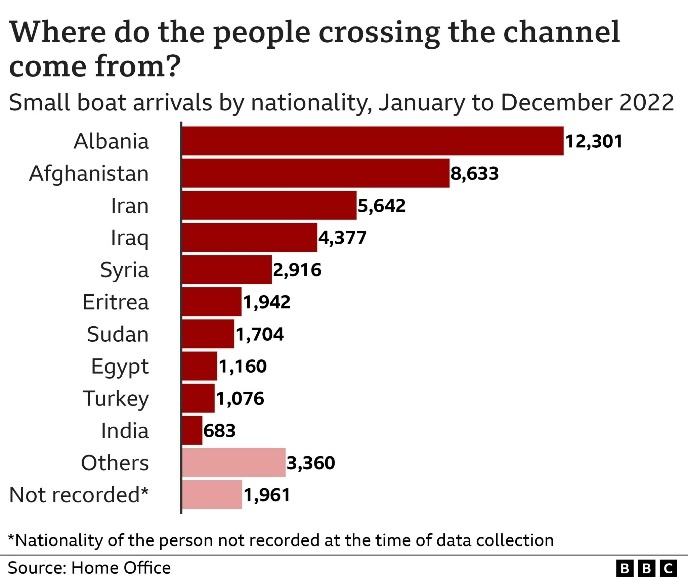 Where do the people crossing the channel
come from?
Small boat arrivals by nationality, January to December 2022
Albania 12,301
Afghanistan 8,633
Iran 5,642
Iraq 4,377
Syria 2,916
Eritrea 1,942
Sudan 1,704
Egypt 1,160
Turkey 1,076
India 683
Others 3,360
Not recorded* 1,961
*Nationality of the person not recorded at the time of data collection
Source: Home Office BBC